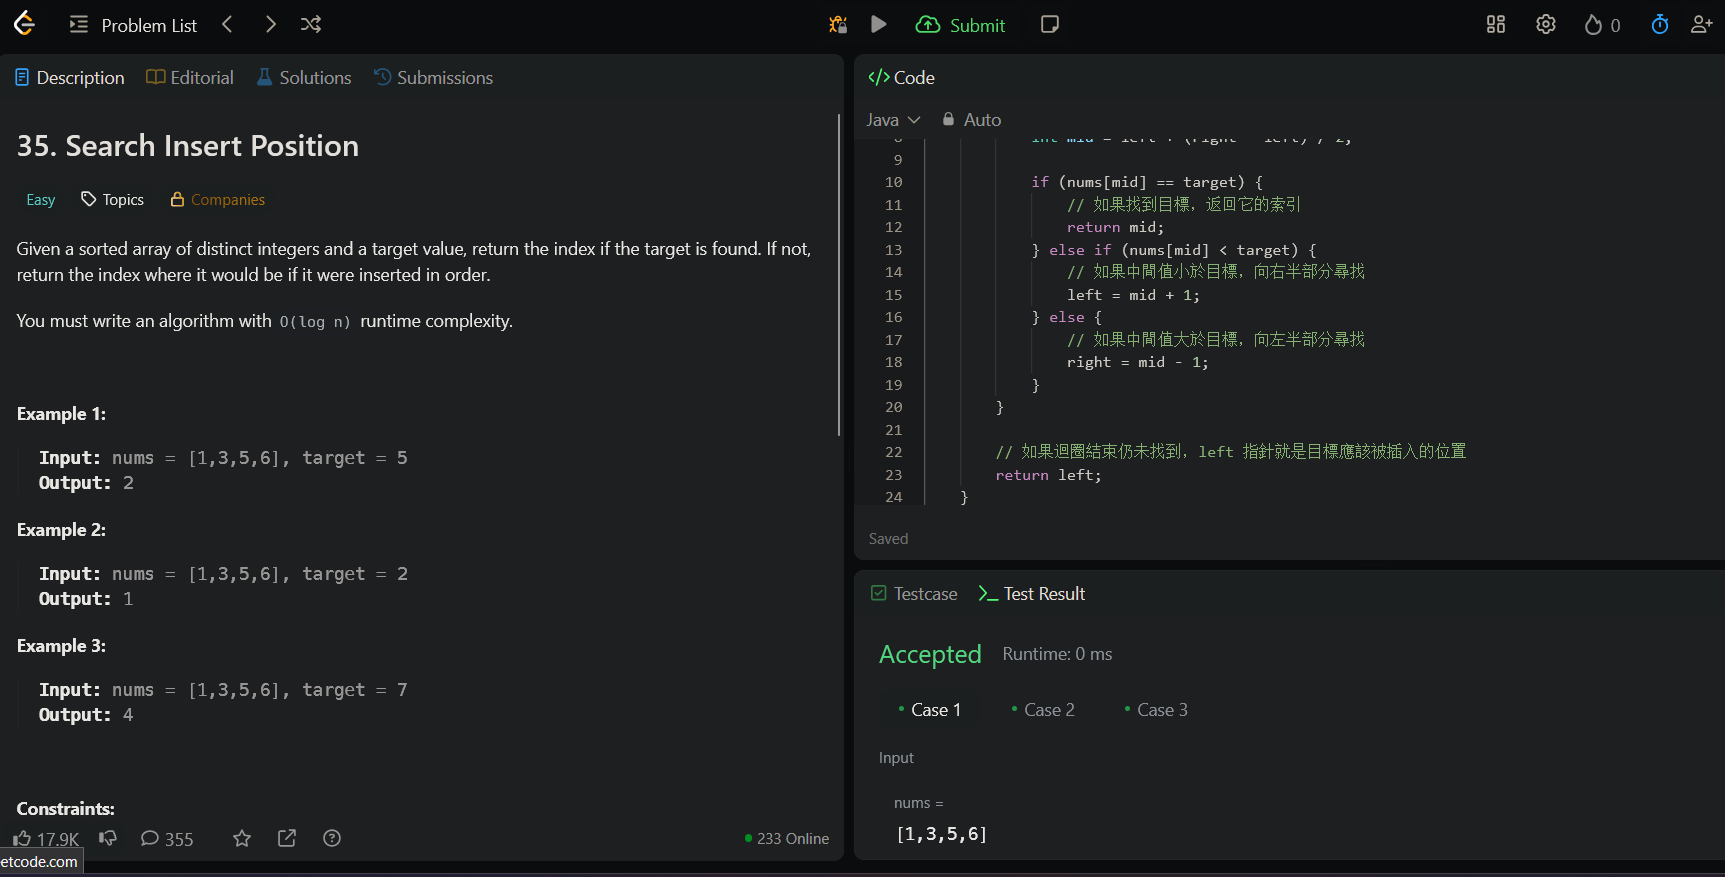 Problem List
Submit
0
Description
Editorial
Solutions
Submissions
35. Search Insert Position
Easy
Topics
Companies
Given a sorted array of distinct integers and a target value, return the index if the target is found. If not,
return the index where it would be if it were inserted in order.
You must write an algorithm with O(log n) runtime complexity.
Example 1:
Input: nums = [1,3,5,6], target = 5
Output: 2
Example 2:
Input: nums = [1,3,5,6], target = 2
Output: 1
Example 3:
Input: nums = [1,3,5,6], target = 7
Output: 4
Constraints:
17.9K
355
233 Online
etcode.com
Code
Java
Auto
8 int mid = left + (right - left) / 2;
9
10 if (nums[mid] == target) {
11 // 如果找到目標，返回它的索引
12 return mid;
13 } else if (nums[mid] < target) {
14 // 如果中間值小於目標，向右半部分尋找
15 left = mid + 1;
16 } else {
17 // 如果中間值大於目標，向左半部分尋找
18 right = mid - 1;
19 }
20 }
21
22 // 如果迴圈結束仍未找到，left 指針就是目標應該被插入的位置
23 return left;
24 }
Saved
Testcase
Test Result
Accepted
Runtime: 0 ms
Case 1
Case 2
Case 3
Input
nums =
[1,3,5,6]